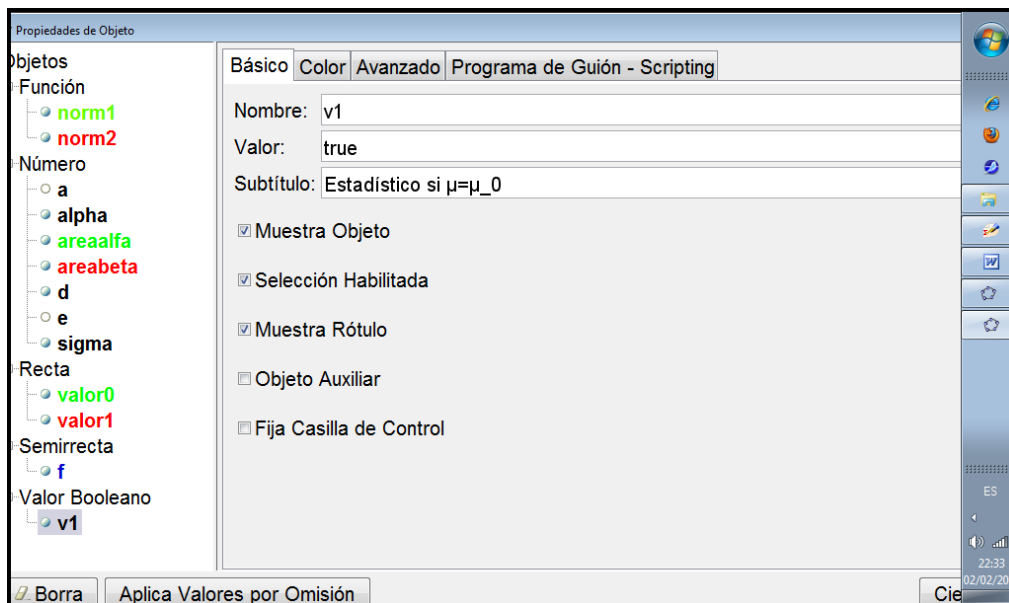 Propiedades de Objeto
Objetos
Función
norm1
norm2
Número
a
alpha
areaalfa
areabeta
d
e
sigma
Recta
valor0
valor1
Semirrecta
f
Valor Booleano
v1
Básico Color Avanzado Programa de Guión - Scripting
Nombre: v1
Valor: true
Subtítulo: Estadístico si μ=μ_0
Muestra Objeto
Selección Habilitada
Muestra Rótulo
Objeto Auxiliar
Fija Casilla de Control
Borra Aplica Valores por Omisión Cie
ES
22:33
02/02/20